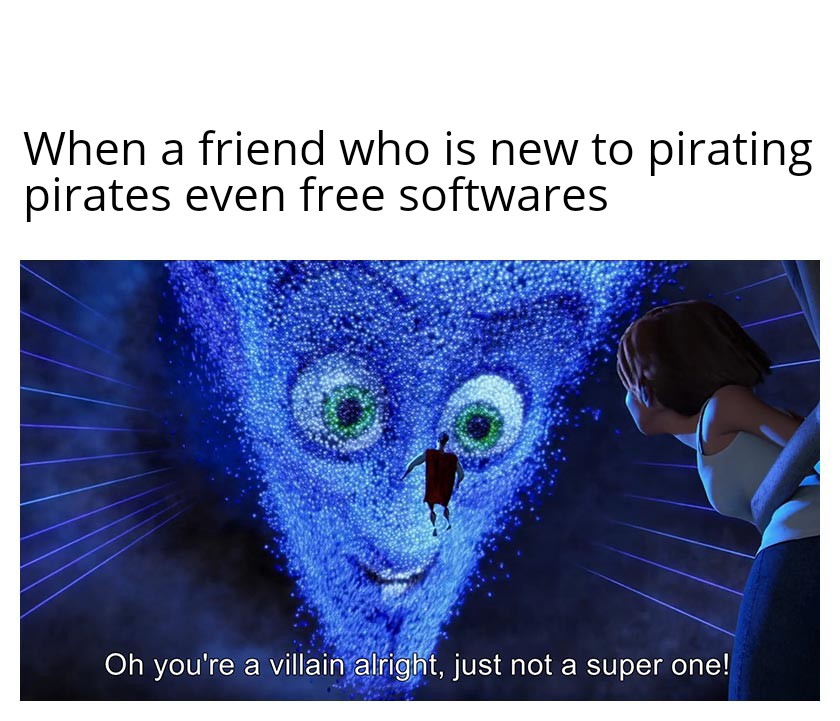 When a friend who is new to pirating
pirates even free softwares
Oh you're a villain alright, just not a super one!